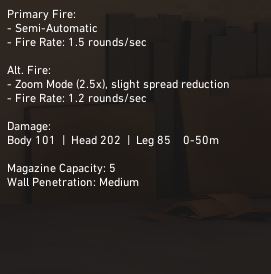 Primary Fire:
- Semi-Automatic
- Fire Rate: 1.5 rounds/sec
Alt. Fire:
- Zoom Mode (2.5x), slight spread reduction
- Fire Rate: 1.2 rounds/sec
Damage:
Body 101 | Head 202 | Leg 85 0-50m
Magazine Capacity: 5
Wall Penetration: Medium